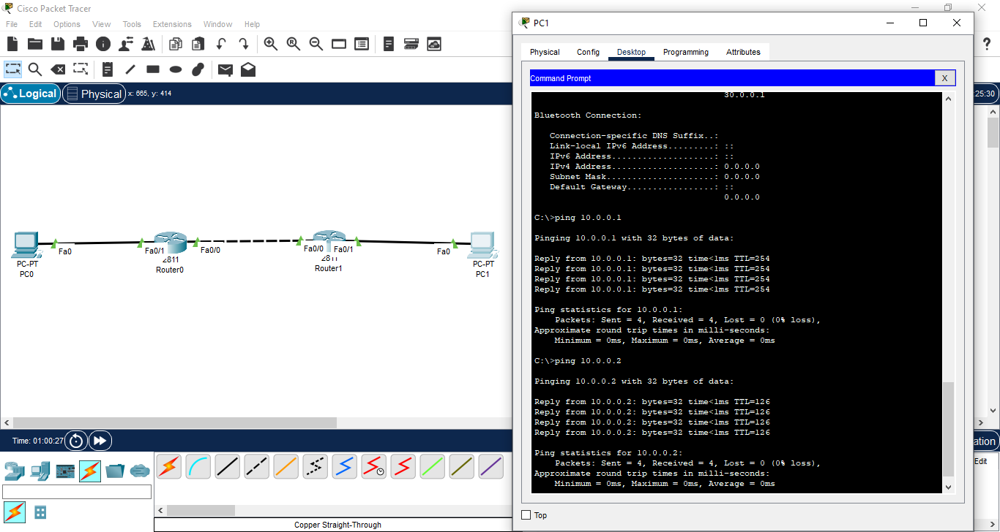 Cisco Packet Tracer
File Edit Options View Tools Extensions Window Help
Logical Physical x: 665, y: 414
:25:30
Fa0
PC-PT
PC0
Fa0/1
Fa0/0
2811
Router0
Fa0/0
Fa0/1
2811
Router1
Fa0
PC-PT
PC1
Time: 01:00:27
Copper Straight-Through
PC1
Physical Config Desktop Programming Attributes
Command Prompt X
30.0.0.1
Bluetooth Connection:
Connection-specific DNS Suffix..:
Link-local IPv6 Address.........: ::
IPv6 Address....................: ::
IPv4 Address....................: 0.0.0.0
Subnet Mask.....................: 0.0.0.0
Default Gateway.................: ::
0.0.0.0
C:\>ping 10.0.0.1
Pinging 10.0.0.1 with 32 bytes of data:
Reply from 10.0.0.1: bytes=32 time<1ms TTL=254
Reply from 10.0.0.1: bytes=32 time<1ms TTL=254
Reply from 10.0.0.1: bytes=32 time<1ms TTL=254
Reply from 10.0.0.1: bytes=32 time<1ms TTL=254
Ping statistics for 10.0.0.1:
Packets: Sent = 4, Received = 4, Lost = 0 (0% loss),
Approximate round trip times in milli-seconds:
Minimum = 0ms, Maximum = 0ms, Average = 0ms
C:\>ping 10.0.0.2
Pinging 10.0.0.2 with 32 bytes of data:
Reply from 10.0.0.2: bytes=32 time<1ms TTL=126
Reply from 10.0.0.2: bytes=32 time<1ms TTL=126
Reply from 10.0.0.2: bytes=32 time<1ms TTL=126
Reply from 10.0.0.2: bytes=32 time<1ms TTL=126
Ping statistics for 10.0.0.2:
Packets: Sent = 4, Received = 4, Lost = 0 (0% loss),
Approximate round trip times in milli-seconds:
Minimum = 0ms, Maximum = 0ms, Average = 0ms
Top
ation
Edit